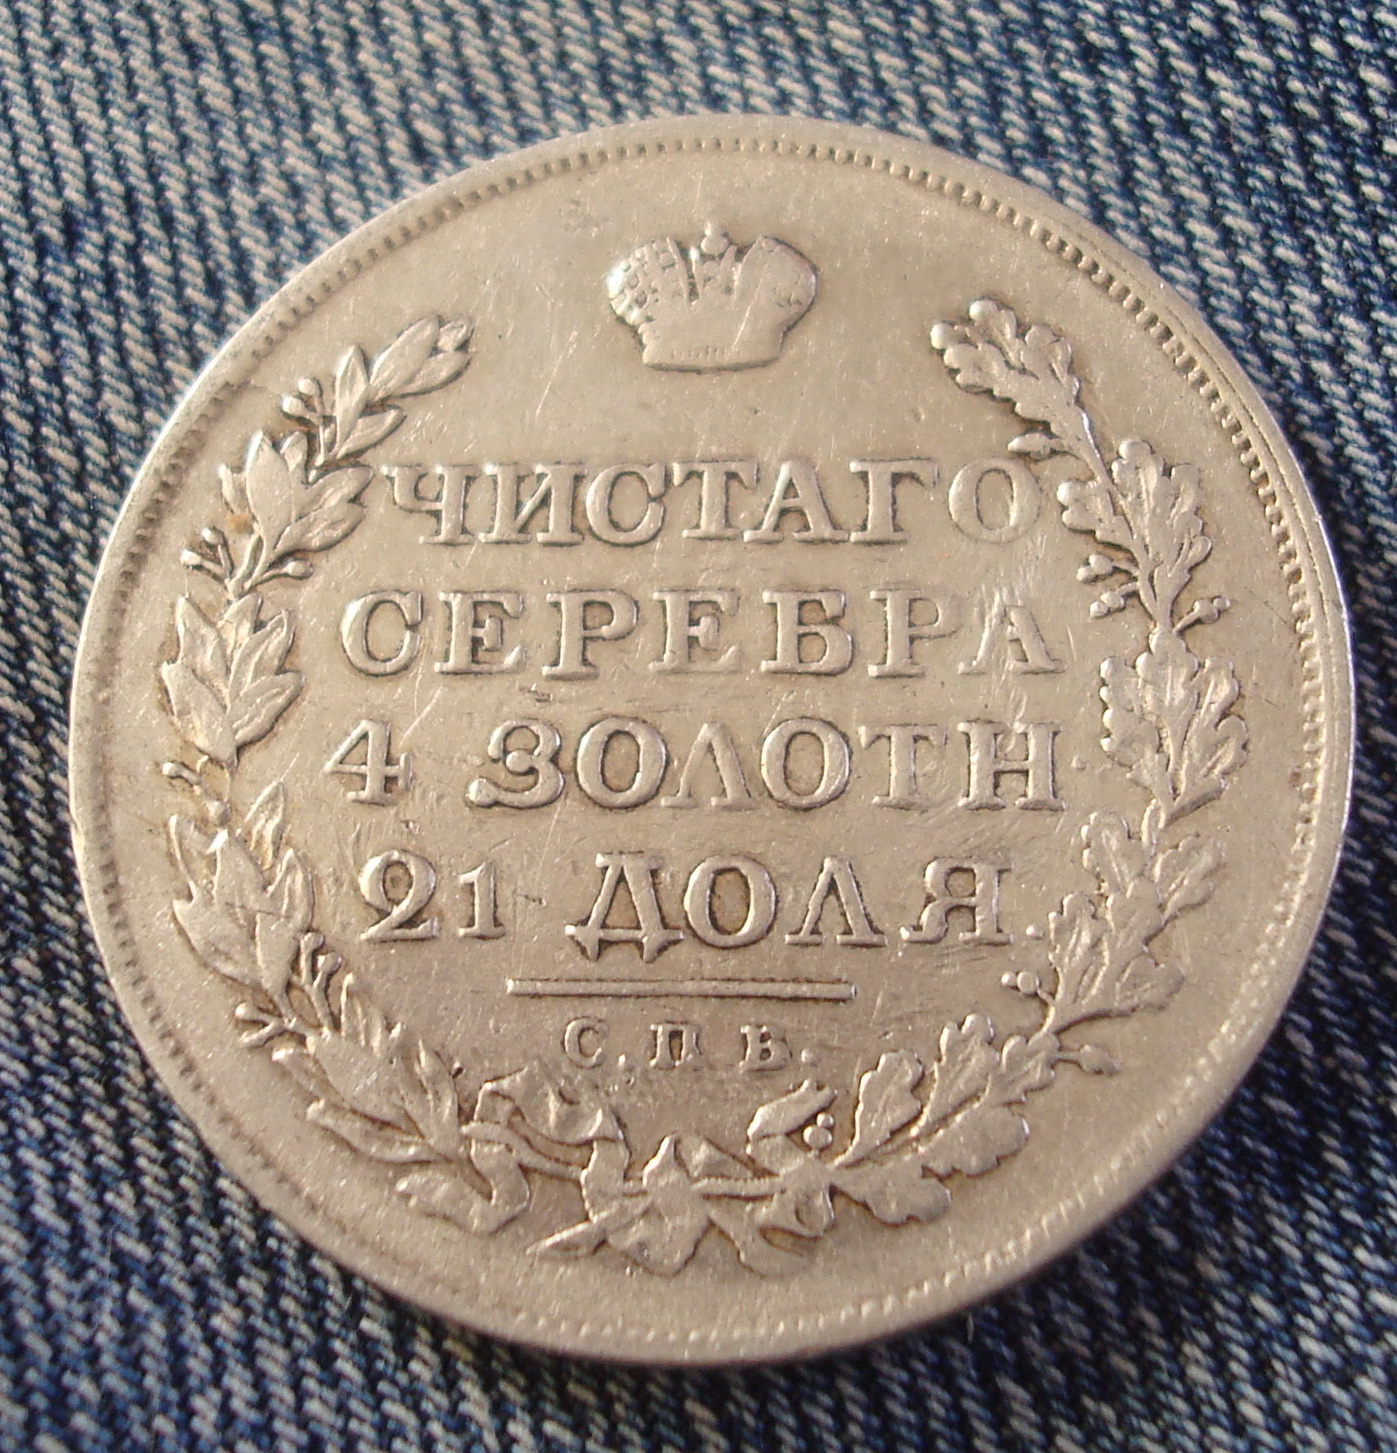 ЧИСТАГО
СЕРЕБРА
4 ЗОЛОТН
21 ДОЛЯ.
С.П Б.